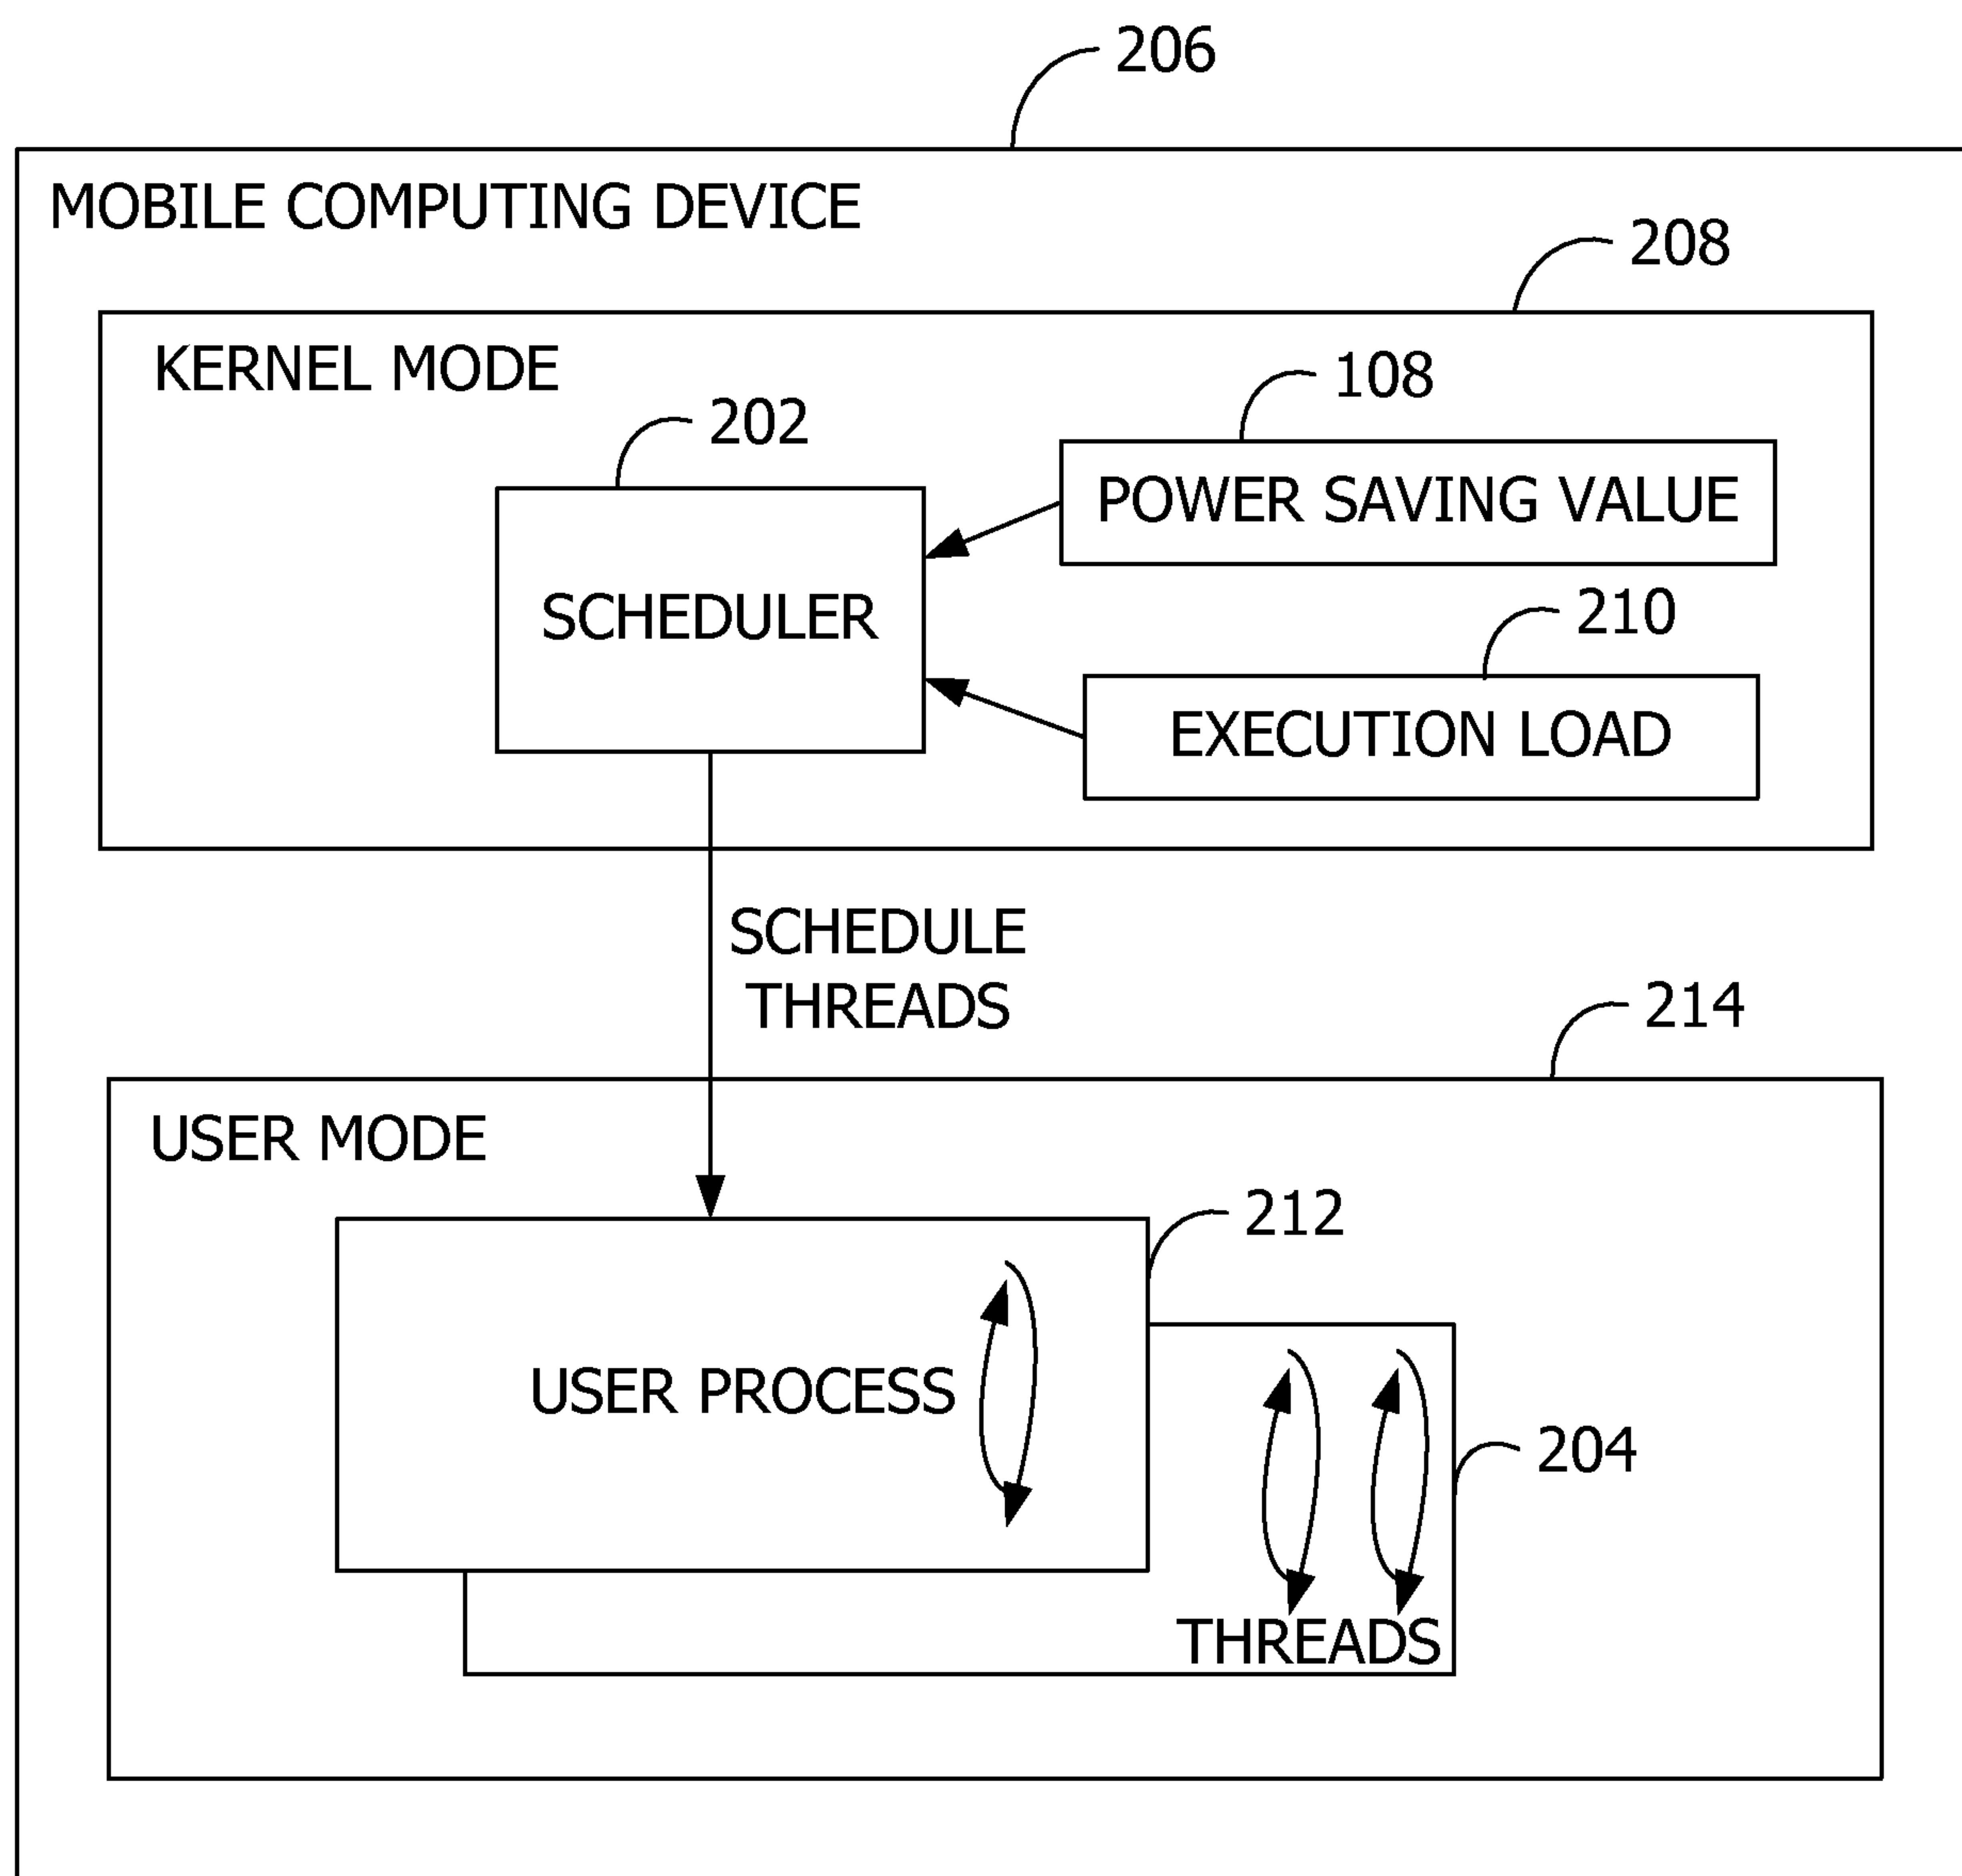 206
MOBILE COMPUTING DEVICE
208
KERNEL MODE
108
202
POWER SAVING VALUE
SCHEDULER
210
EXECUTION LOAD
SCHEDULE
THREADS
214
USER MODE
212
USER PROCESS
204
THREADS